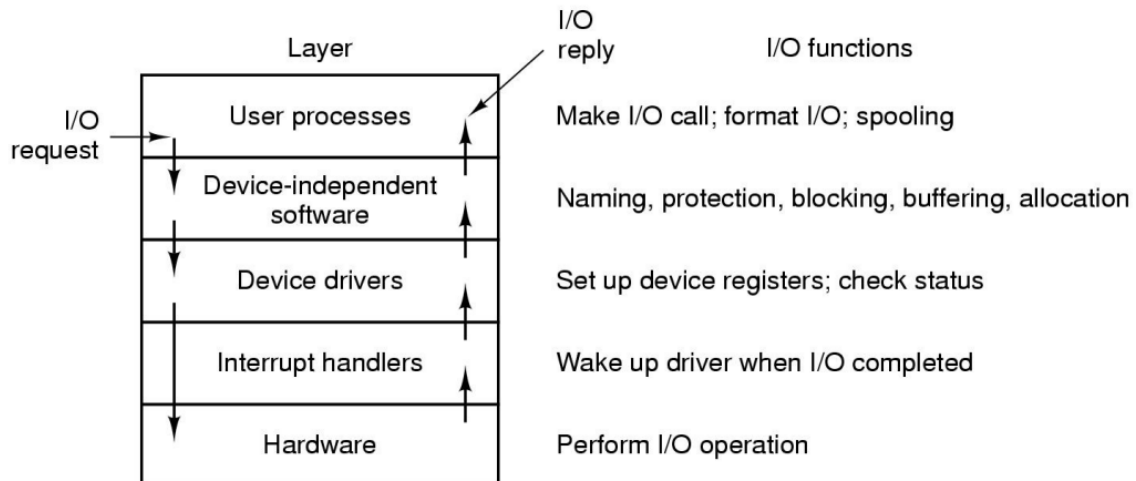 Layer
I/O
reply
I/O functions
I/O
request
User processes
Make I/O call; format I/O; spooling
Device-independent
software
Naming, protection, blocking, buffering, allocation
Device drivers
Set up device registers; check status
Interrupt handlers
Wake up driver when I/O completed
Hardware
Perform I/O operation